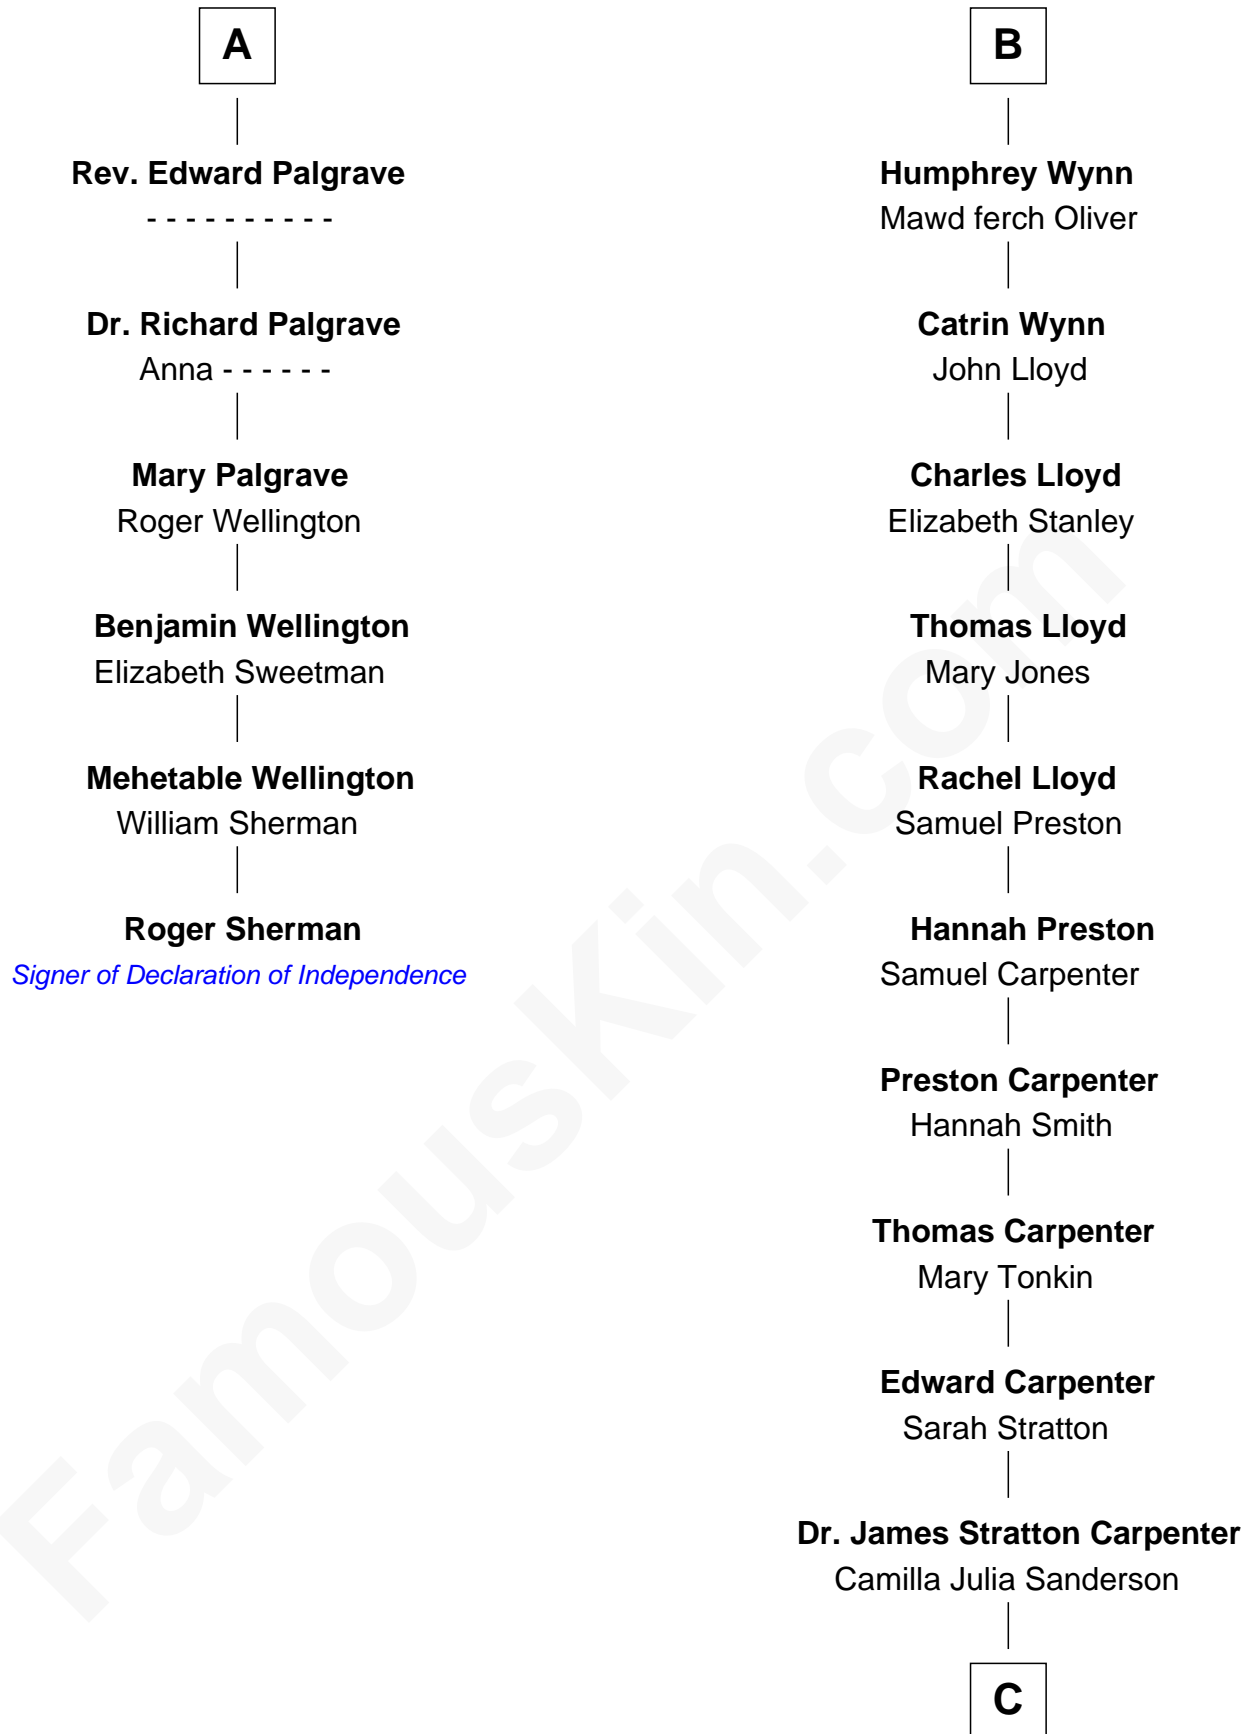 A
Rev. Edward Palgrave
- - - - - - - - - -
Dr. Richard Palgrave
Anna - - - - - -
Mary Palgrave
Roger Wellington
Benjamin Wellington
Elizabeth Sweetman
Mehetable Wellington
William Sherman
Roger Sherman
Signer of Declaration of Independence
B
Humphrey Wynn
Mawd ferch Oliver
Catrin Wynn
John Lloyd
Charles Lloyd
Elizabeth Stanley
Thomas Lloyd
Mary Jones
Rachel Lloyd
Samuel Preston
Hannah Preston
Samuel Carpenter
Preston Carpenter
Hannah Smith
Thomas Carpenter
Mary Tonkin
Edward Carpenter
Sarah Stratton
Dr. James Stratton Carpenter
Camilla Julia Sanderson
C
FamousKin.com